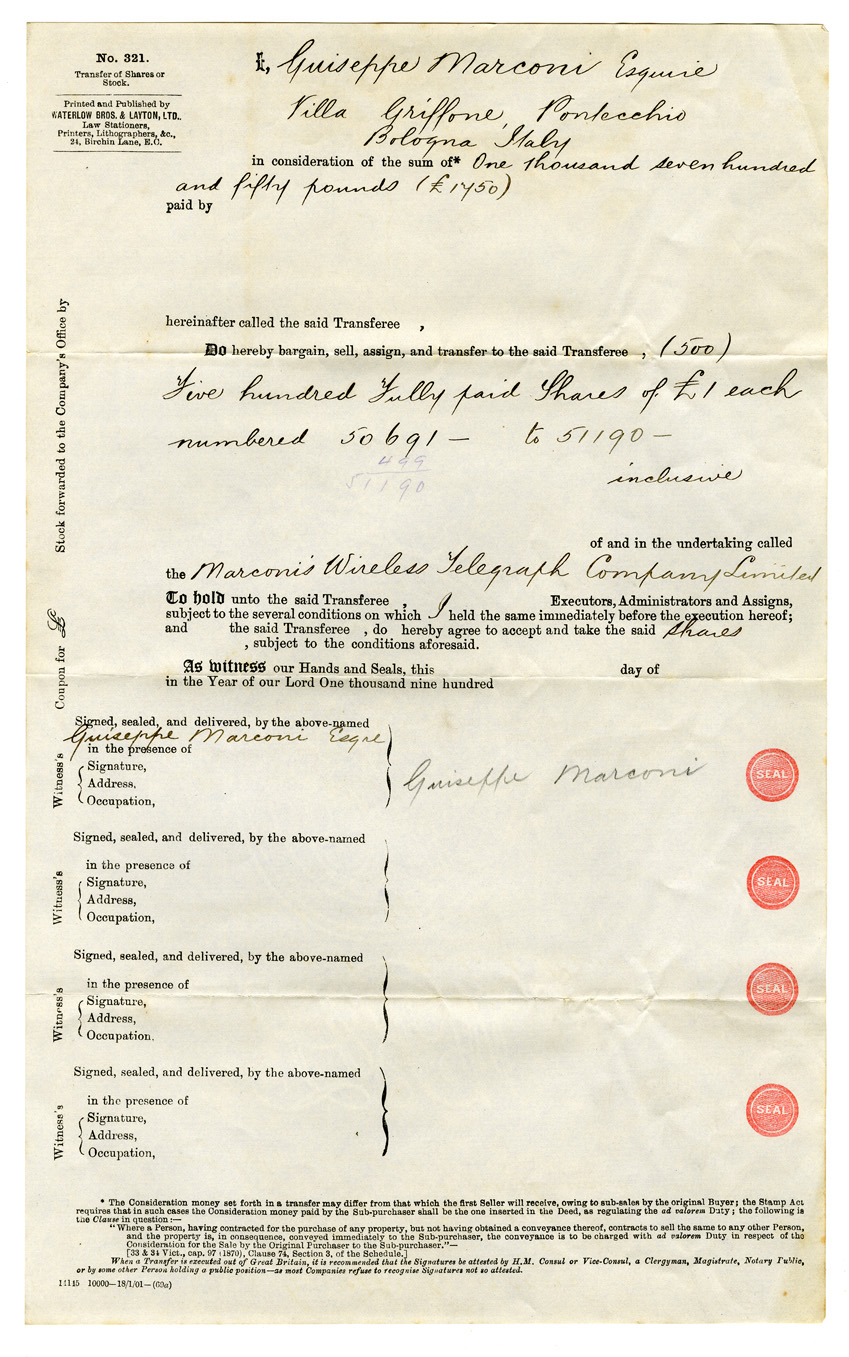 No. 321.
Transfer of Shares or
Stock.
Printed and Published by
WATERLOW BROS. & LAYTON, LTD.,
Law Stationers,
Printers, Lithographers, &c.,
24, Birchin Lane, E.C.
I, Guiseppe Marconi Esquire
Villa Griffone, Pontecchio
Bologna Italy
in consideration of the sum of* One thousand seven hundred
and fifty pounds (£1750)
paid by
hereinafter called the said Transferee ,
Do hereby bargain, sell, assign, and transfer to the said Transferee , (500)
Five hundred Fully paid Shares of £1 each
numbered 50691 — to 51190 —
499
51190
inclusive
of and in the undertaking called
the Marconi's Wireless Telegraph Company Limited
To hold unto the said Transferee , Executors, Administrators and Assigns,
subject to the several conditions on which I held the same immediately before the execution hereof;
and the said Transferee , do hereby agree to accept and take the said shares
, subject to the conditions aforesaid.
As Witness our Hands and Seals, this day of
in the Year of our Lord One thousand nine hundred
Stock forwarded to the Company's Office by
Coupon for £
Signed, sealed, and delivered, by the above-named
Guiseppe Marconi Esqre
in the presence of
Witness's
Signature,
Address,
Occupation,
Guiseppe Marconi
SEAL
Signed, sealed, and delivered, by the above-named
in the presence of
Witness's
Signature,
Address,
Occupation,
SEAL
Signed, sealed, and delivered, by the above-named
in the presence of
Witness's
Signature,
Address,
Occupation.
SEAL
Signed, sealed, and delivered, by the above-named
in the presence of
Witness's
Signature,
Address,
Occupation,
SEAL
* The Consideration money set forth in a transfer may differ from that which the first Seller will receive, owing to sub-sales by the original Buyer; the Stamp Act
requires that in such cases the Consideration money paid by the Sub-purchaser shall be the one inserted in the Deed, as regulating the ad valorem Duty; the following is
the Clause in question:—
"Where a Person, having contracted for the purchase of any property, but not having obtained a conveyance thereof, contracts to sell the same to any other Person,
and the property is, in consequence, conveyed immediately to the Sub-purchaser, the conveyance is to be charged with ad valorem Duty in respect of the
Consideration for the Sale by the Original Purchaser to the Sub-purchaser."—
[33 & 34 Vict., cap. 97 (1870), Clause 74, Section 3, of the Schedule.]
When a Transfer is executed out of Great Britain, it is recommended that the Signatures be attested by H.M. Consul or Vice-Consul, a Clergyman, Magistrate, Notary Public,
or by some other Person holding a public position—as most Companies refuse to recognise Signatures not so attested.
14145 10000—18/1/01—(69a)